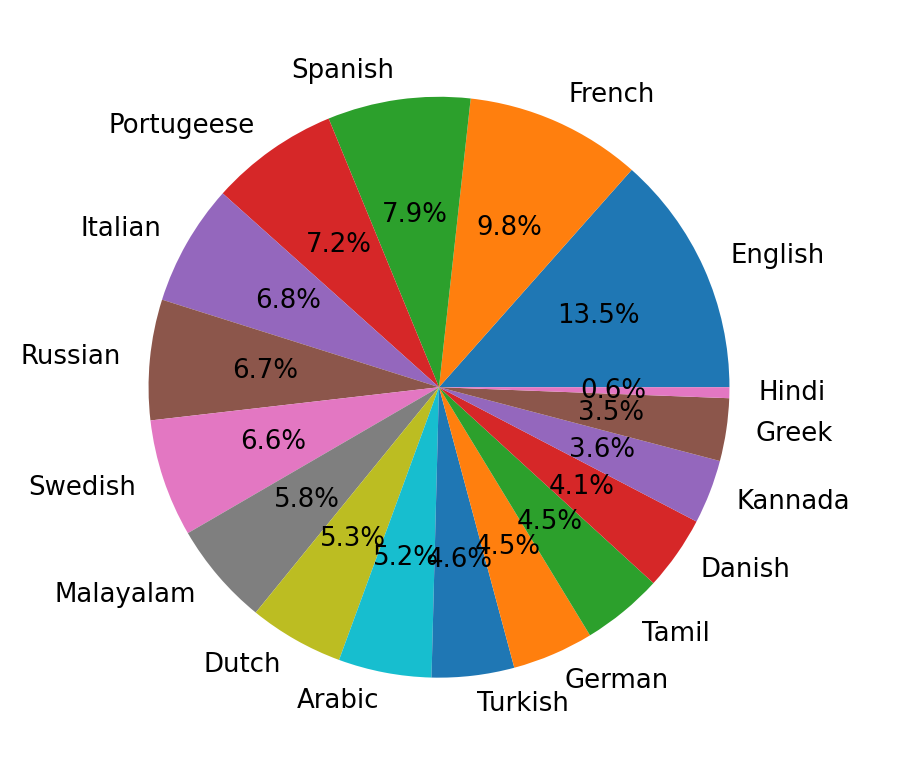 Spanish
French
Portugeese
Italian
English
7.9%
9.8%
7.2%
6.8%
13.5%
Russian
6.7%
0.6%
Hindi
3.5%
Greek
6.6%
3.6%
Swedish
4.1%
Kannada
5.8%
4.5%
5.3%
5.2%
4.6%
4.5%
Danish
Malayalam
Tamil
Dutch
German
Arabic
Turkish